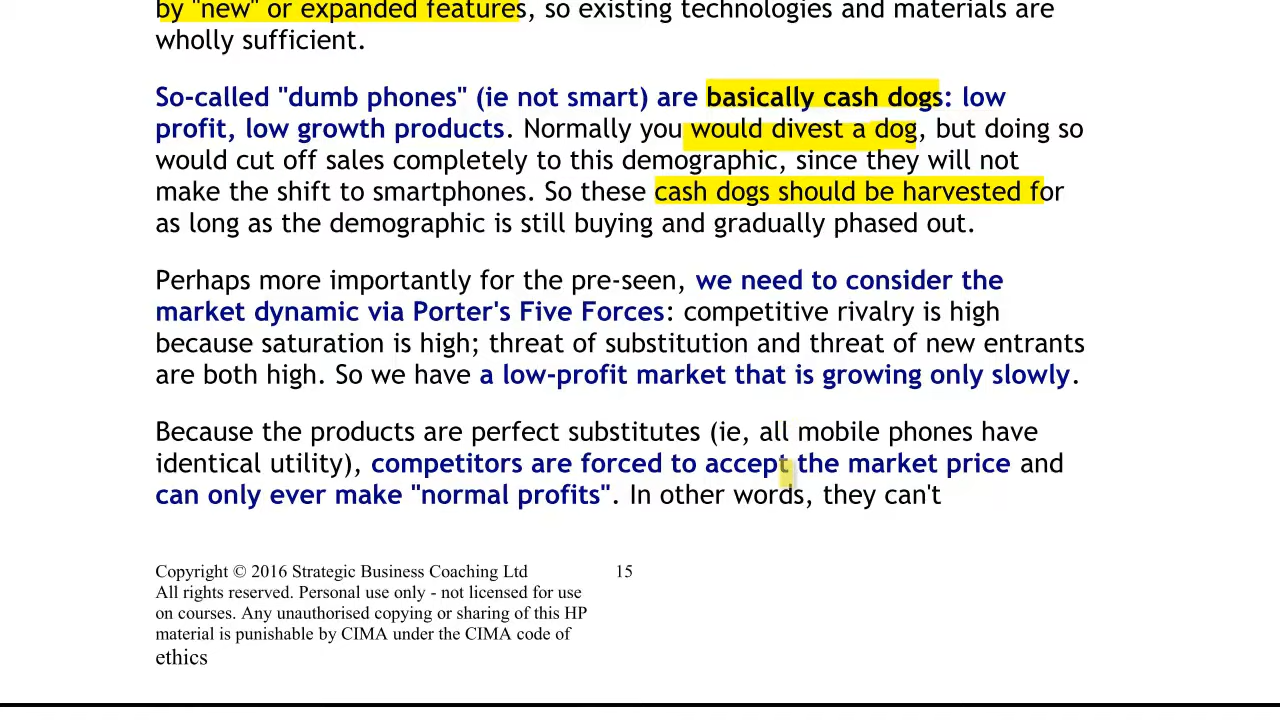 by "new" or expanded features, so existing technologies and materials are
wholly sufficient.
So-called "dumb phones" (ie not smart) are basically cash dogs: low
profit, low growth products. Normally you would divest a dog, but doing so
would cut off sales completely to this demographic, since they will not
make the shift to smartphones. So these cash dogs should be harvested for
as long as the demographic is still buying and gradually phased out.
Perhaps more importantly for the pre-seen, we need to consider the
market dynamic via Porter's Five Forces: competitive rivalry is high
because saturation is high; threat of substitution and threat of new entrants
are both high. So we have a low-profit market that is growing only slowly.
Because the products are perfect substitutes (ie, all mobile phones have
identical utility), competitors are forced to accept the market price and
can only ever make "normal profits". In other words, they can't
Copyright © 2016 Strategic Business Coaching Ltd 15
All rights reserved. Personal use only - not licensed for use
on courses. Any unauthorised copying or sharing of this HP
material is punishable by CIMA under the CIMA code of
ethics